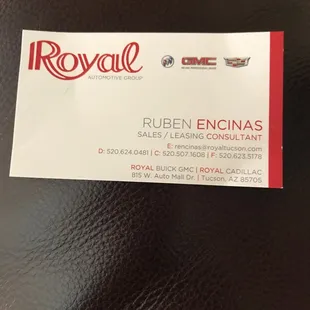 Royal
AUTOMOTIVE GROUP
GMC
RUBEN ENCINAS
SALES / LEASING CONSULTANT
E: rencinas@royaltucson.com
D: 520.624.0481 | C: 520.507.1608 | F: 520.623.5178
ROYAL BUICK GMC | ROYAL CADILLAC
815 W. Auto Mall Dr. | Tucson, AZ 85705